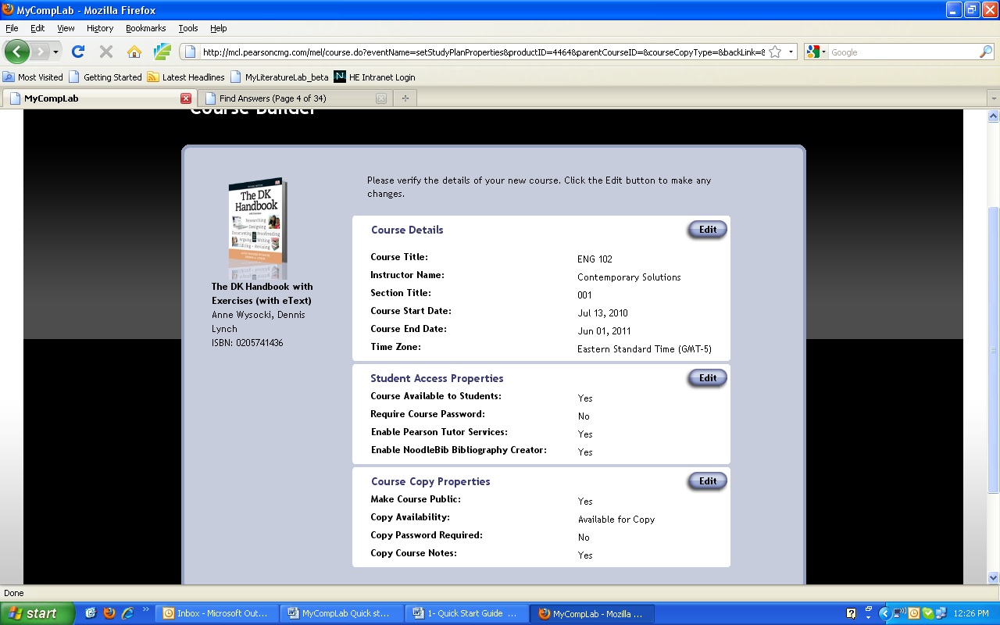 MyCompLab - Mozilla Firefox
File Edit View History Bookmarks Tools Help
http://mcl.pearsoncmg.com/mel/course.do?eventName=setStudyPlanProperties&productID=4464&parentCourseID=&courseCopyType=&backLink=8
Google
Most Visited Getting Started Latest Headlines MyLiteratureLab_beta HE Intranet Login
MyCompLab Find Answers (Page 4 of 34)
Course Builder
Please verify the details of your new course. Click the Edit button to make any
changes.
The DK
Handbook
with Exercises
Researching
Designing
Documenting Proofreading
Arguing Writing
Editing Revising
The DK Handbook with
Exercises (with eText)
Anne Wysocki, Dennis
Lynch
ISBN: 0205741436
Course Details Edit
Course Title: ENG 102
Instructor Name: Contemporary Solutions
Section Title: 001
Course Start Date: Jul 13, 2010
Course End Date: Jun 01, 2011
Time Zone: Eastern Standard Time (GMT-5)
Student Access Properties Edit
Course Available to Students: Yes
Require Course Password: No
Enable Pearson Tutor Services: Yes
Enable NoodleBib Bibliography Creator: Yes
Course Copy Properties Edit
Make Course Public: Yes
Copy Availability: Available for Copy
Copy Password Required: No
Copy Course Notes: Yes
Done
start Inbox - Microsoft Out... MyCompLab Quick st... 1- Quick Start Guide ... MyCompLab - Mozilla ... 12:26 PM